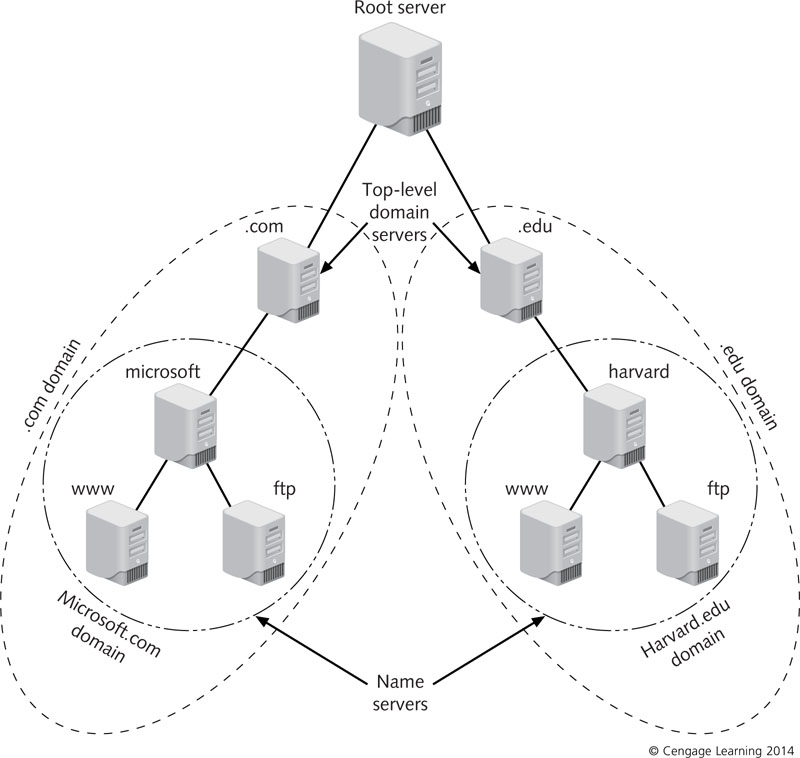 Root server
Top-level
domain
servers
.com
.edu
.com domain
microsoft
harvard
.edu domain
www
ftp
www
ftp
Microsoft.com
domain
Harvard.edu
domain
Name
servers
© Cengage Learning 2014